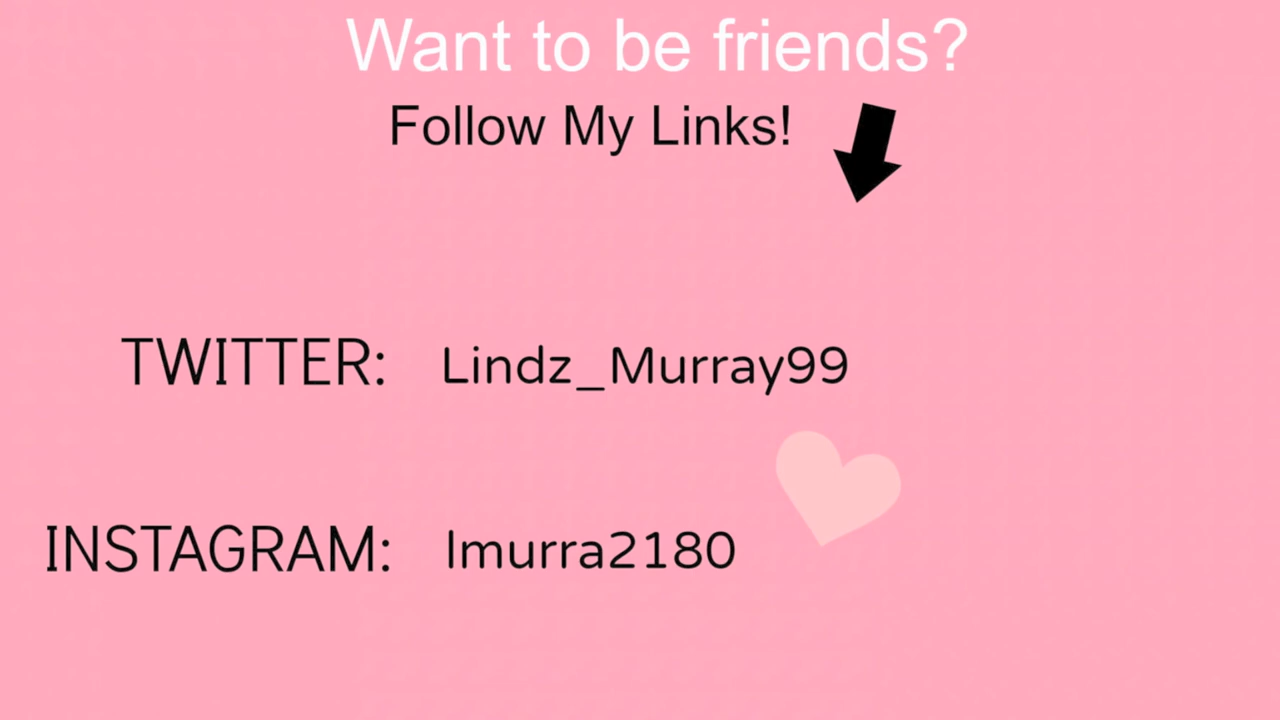 Want to be friends?
Follow My Links!
TWITTER: Lindz_Murray99
INSTAGRAM: lmurra2180